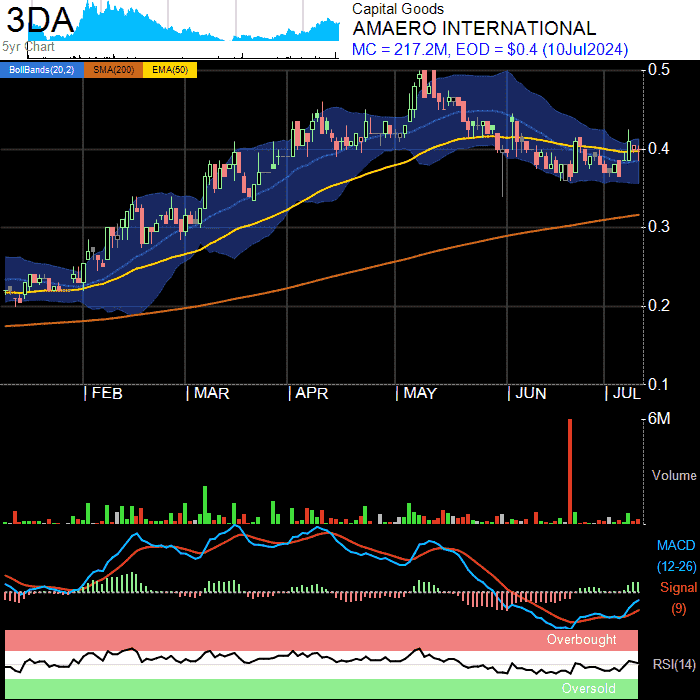 3DA
5yr Chart
Capital Goods
AMAERO INTERNATIONAL
MC = 217.2M, EOD = $0.4 (10Jul2024)
BollBands(20,2) SMA(200) EMA(50)
0.5
0.4
0.3
0.2
0.1
FEB MAR APR MAY JUN JUL
6M
Volume
MACD
(12-26)
Signal
(9)
Overbought
RSI(14)
Oversold